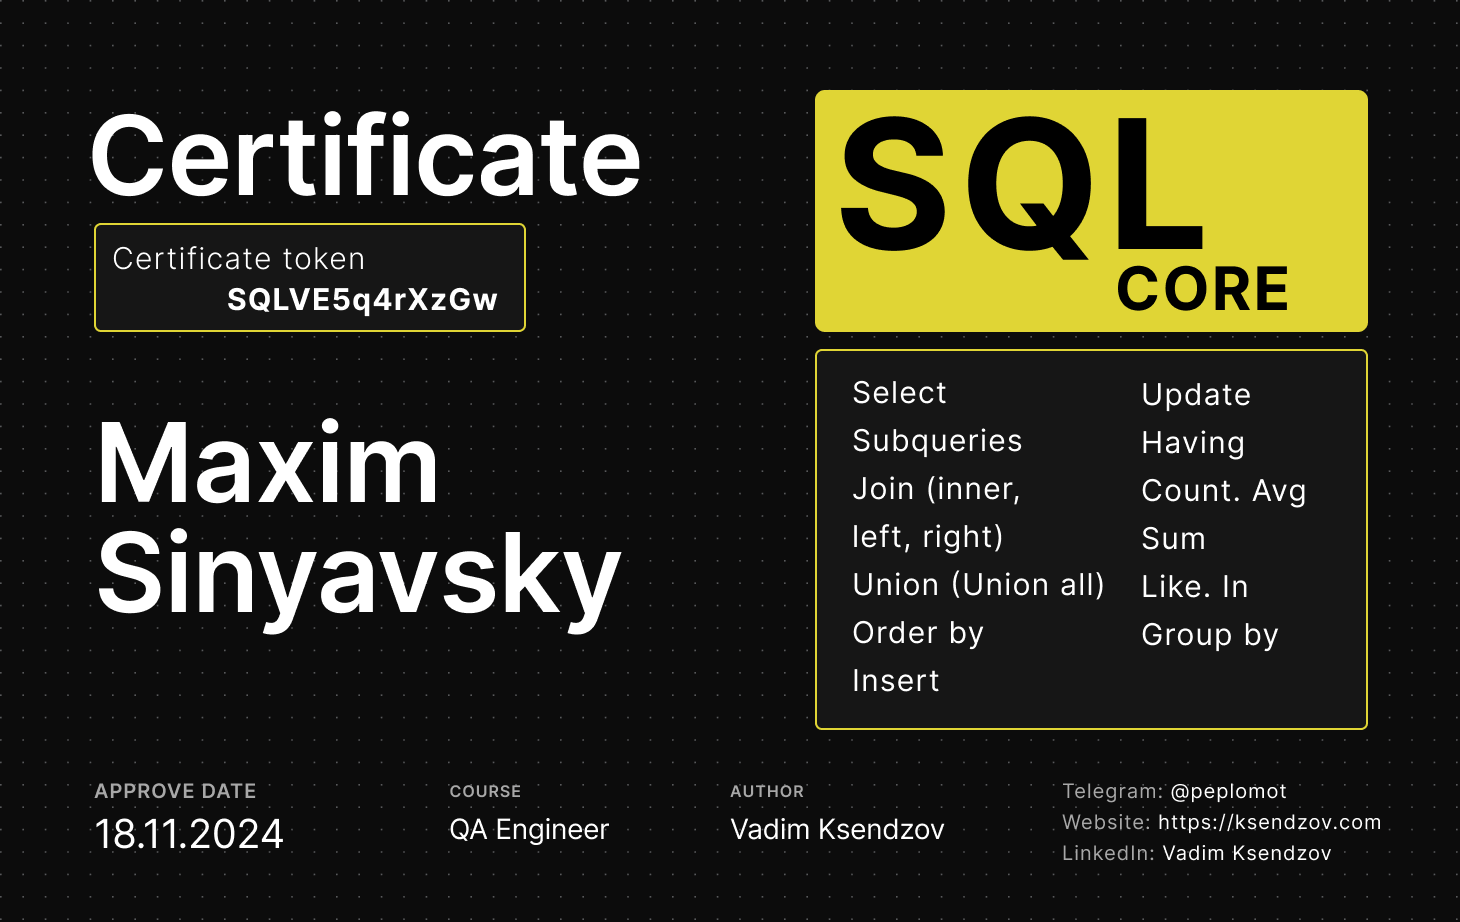 Certificate
Certificate token
SQLVE5q4rXzGw
Maxim
Sinyavsky
SQL
CORE
Select
Subqueries
Join (inner,
left, right)
Union (Union all)
Order by
Insert
Update
Having
Count. Avg
Sum
Like. In
Group by
APPROVE DATE
18.11.2024
COURSE
QA Engineer
AUTHOR
Vadim Ksendzov
Telegram: @peplomot
Website: https://ksendzov.com
LinkedIn: Vadim Ksendzov